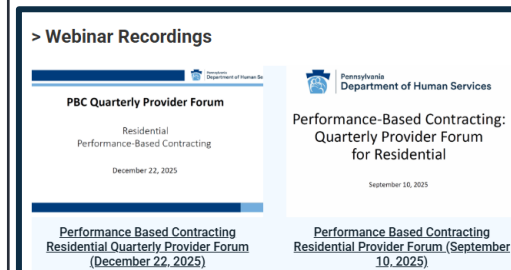 > Webinar Recordings
Pennsylvania
Department of Human Se
PBC Quarterly Provider Forum
Residential
Performance-Based Contracting
December 22, 2025
Performance Based Contracting
Residential Quarterly Provider Forum
(December 22, 2025)
Pennsylvania
Department of Human Services
Performance-Based Contracting:
Quarterly Provider Forum
for Residential
September 10, 2025
Performance Based Contracting
Residential Provider Forum (September
10, 2025)